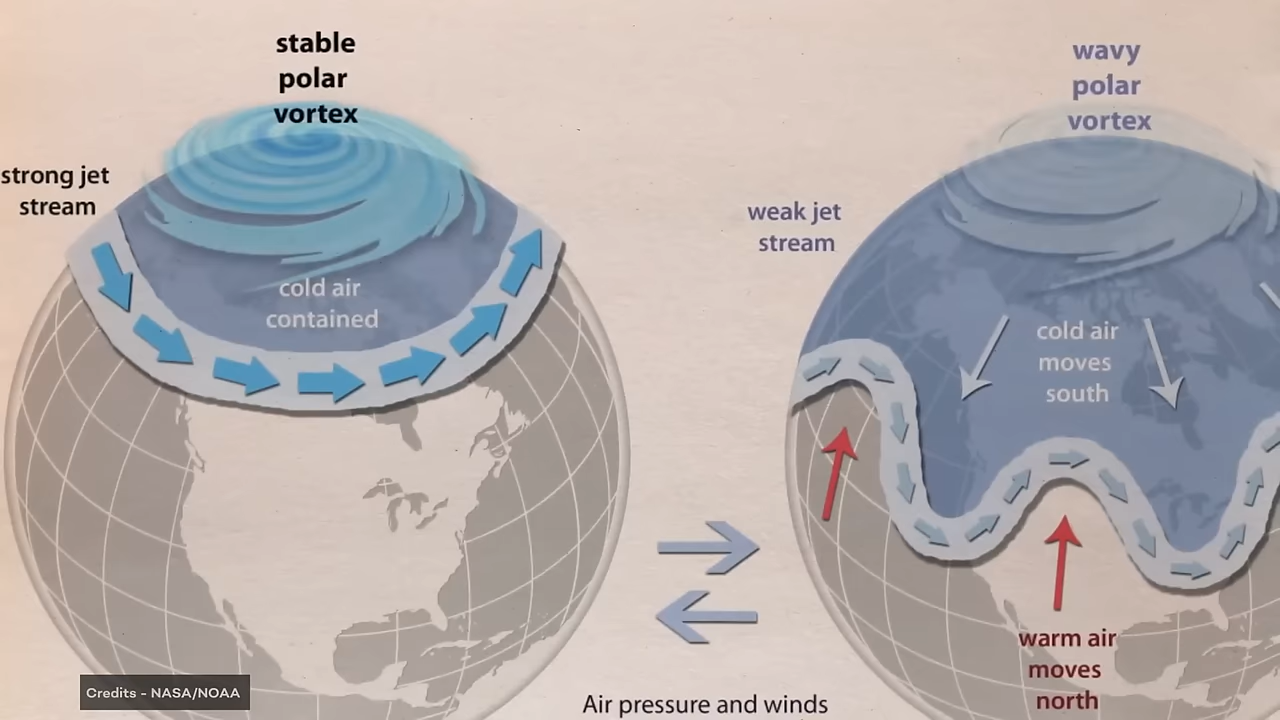 stable
polar
vortex
strong jet
stream
cold air
contained
wavy
polar
vortex
weak jet
stream
cold air
moves
south
warm air
moves
north
Air pressure and winds
Credits - NASA/NOAA